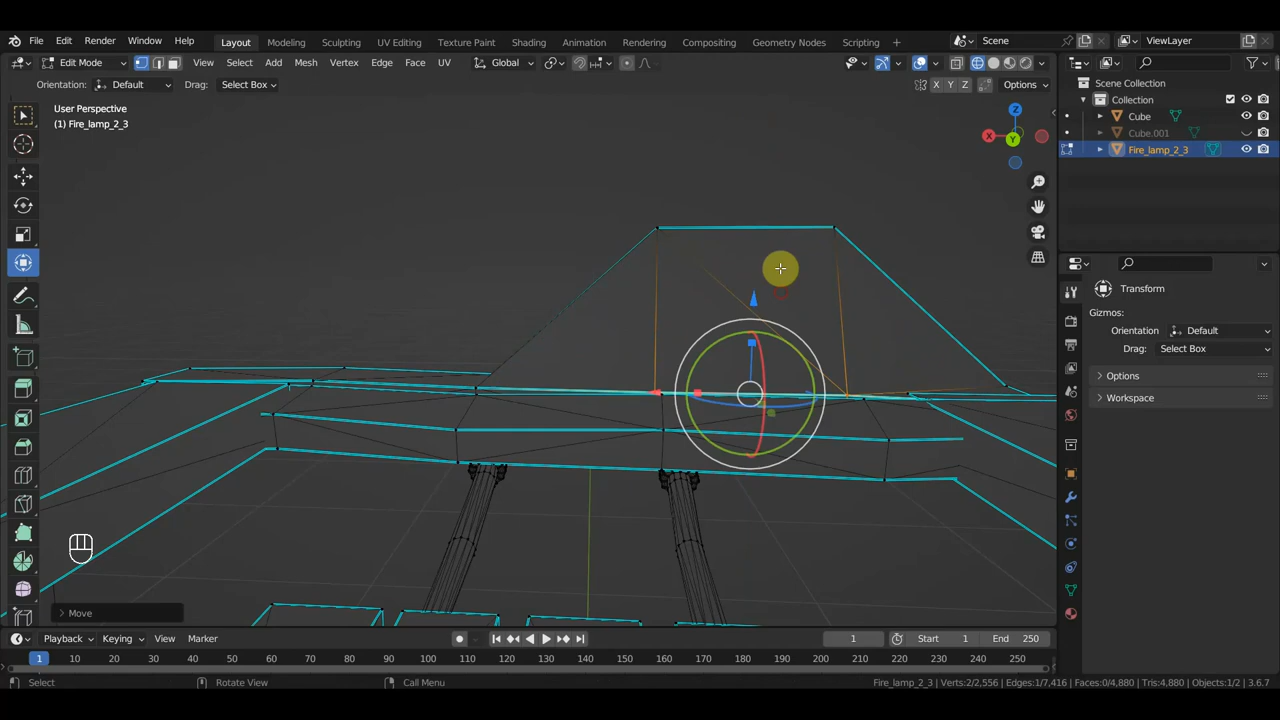 File Edit Render Window Help Layout Modeling Sculpting UV Editing Texture Paint Shading Animation Rendering Compositing Geometry Nodes Scripting + Scene ViewLayer
Edit Mode View Select Add Mesh Vertex Edge Face UV Global
Orientation: Default Drag: Select Box X Y Z Options
User Perspective
(1) Fire_lamp_2_3
Z
X
Y
Scene Collection
Collection
Cube
Cube.001
Fire_lamp_2_3
Transform
Gizmos:
Orientation Default
Drag: Select Box
Options
Workspace
Move
Playback Keying View Marker 1 Start 1 End 250
1 10 20 30 40 50 60 70 80 90 100 110 120 130 140 150 160 170 180 190 200 210 220 230 240 250
Select Rotate View Call Menu Fire_lamp_2_3 | Verts:2/2,556 | Edges:1/7,416 | Faces:0/4,880 | Tris:4,880 | Objects:1/2 | 3.6.7